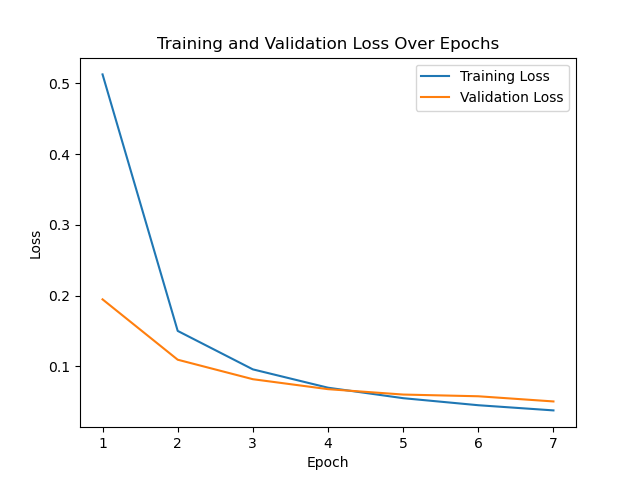 Training and Validation Loss Over Epochs
Training Loss
Validation Loss
0.5
0.4
0.3
0.2
0.1
Loss
1 2 3 4 5 6 7
Epoch